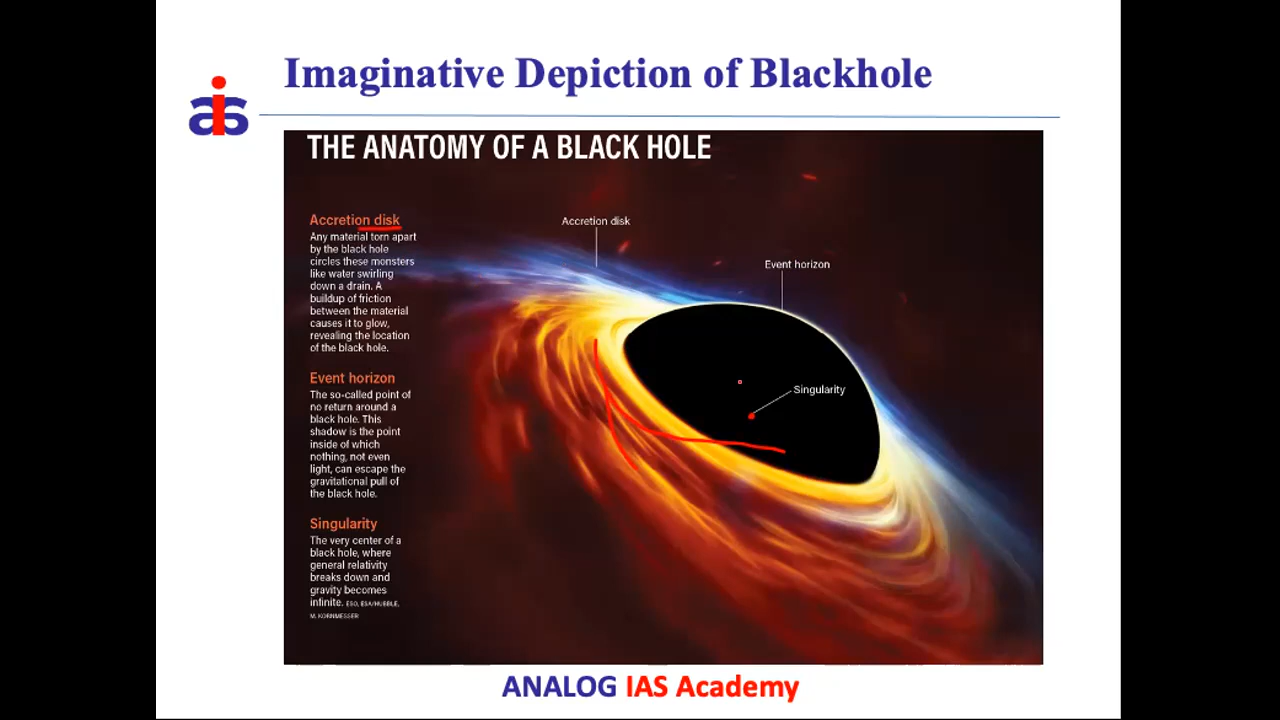 Imaginative Depiction of Blackhole
ais
THE ANATOMY OF A BLACK HOLE
Accretion disk
Any material torn apart
by the black hole
circles these monsters
like water swirling
down a drain. A
buildup of friction
between the material
causes it to glow,
revealing the location
of the black hole.
Event horizon
The so-called point of
no return around a
black hole. This
shadow is the point
inside of which
nothing, not even
light, can escape the
gravitational pull of
the black hole.
Singularity
The very center of a
black hole, where
general relativity
breaks down and
gravity becomes
infinite. ESO, ESA/HUBBLE,
M. KORNMESSER
Accretion disk
Event horizon
Singularity
ANALOG IAS Academy